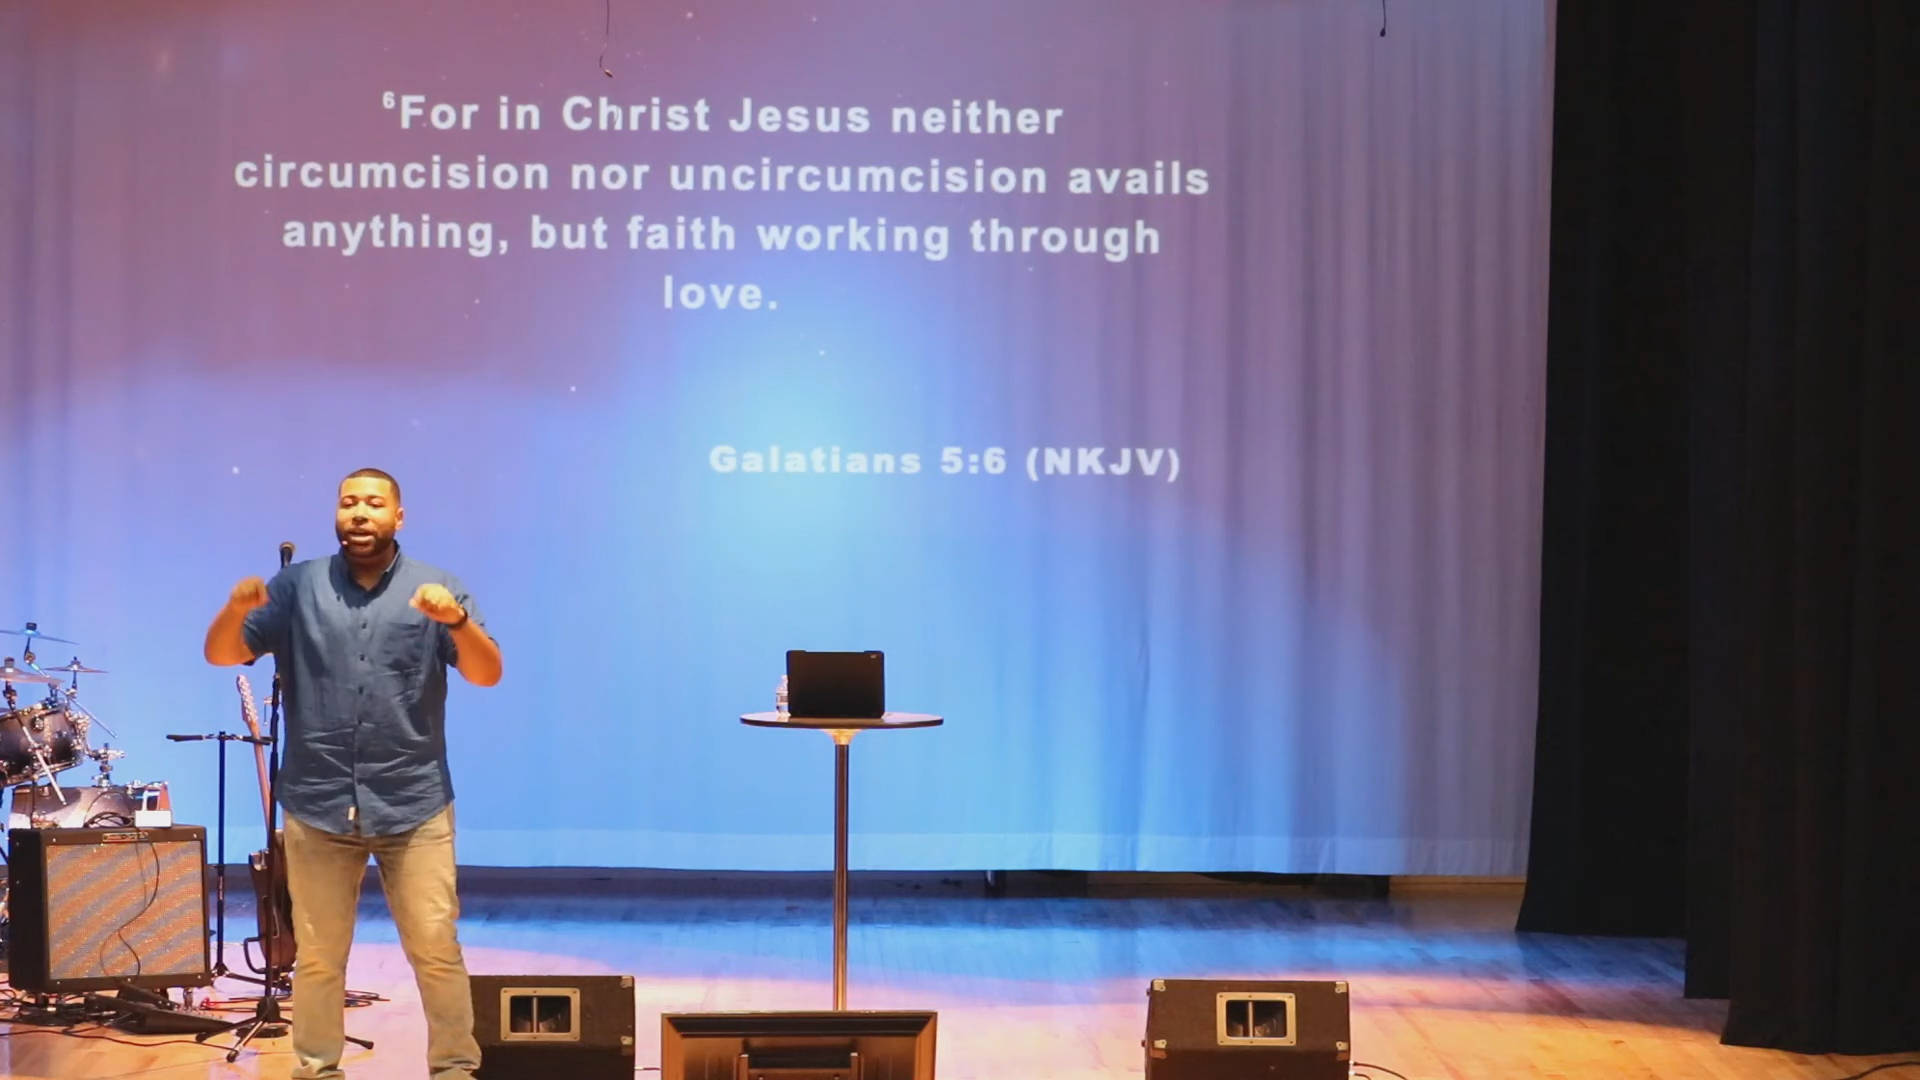 ⁶For in Christ Jesus neither
circumcision nor uncircumcision avails
anything, but faith working through
love.
Galatians 5:6 (NKJV)